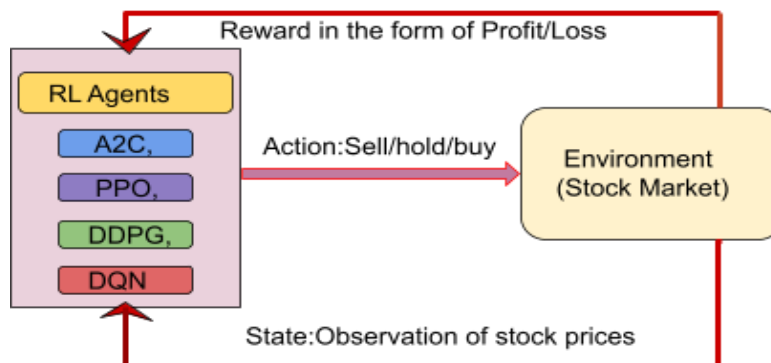 Reward in the form of Profit/Loss
RL Agents
A2C,
PPO,
DDPG,
DQN
Action:Sell/hold/buy
Environment
(Stock Market)
State:Observation of stock prices